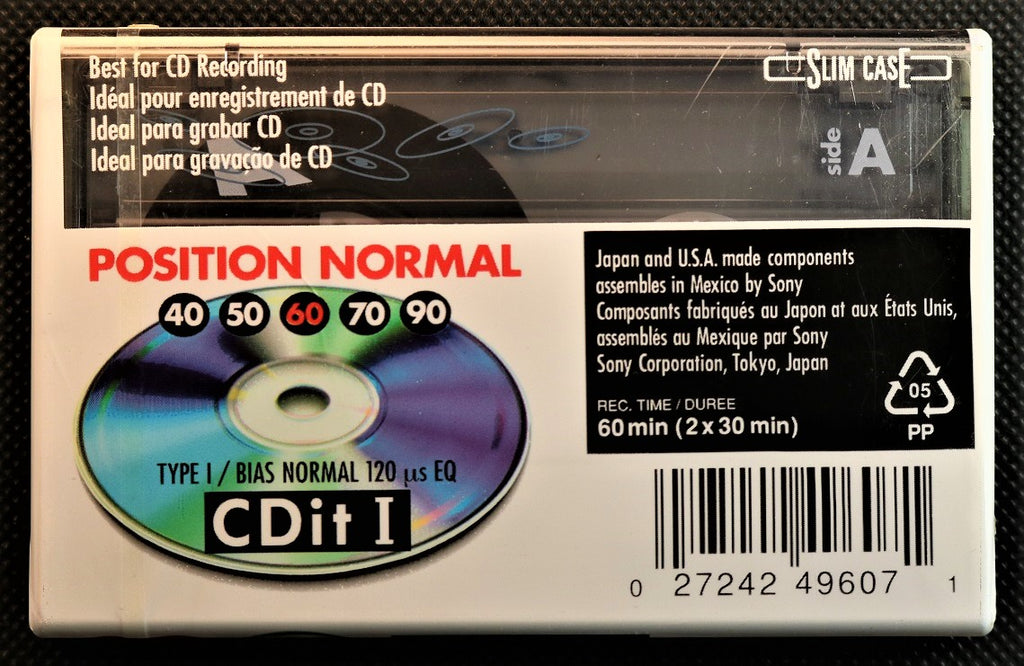 Best for CD Recording
Idéal pour enregistrement de CD
Ideal para grabar CD
Ideal para gravação de CD
SLIM CASE
side A
A
POSITION NORMAL
40 50 60 70 90
TYPE I / BIAS NORMAL 120 µs EQ
CDit I
Japan and U.S.A. made components
assembles in Mexico by Sony
Composants fabriqués au Japon at aux États Unis,
assemblés au Mexique par Sony
Sony Corporation, Tokyo, Japan
REC. TIME / DUREE
60 min (2 x 30 min)
05
PP
0 27242 49607 1